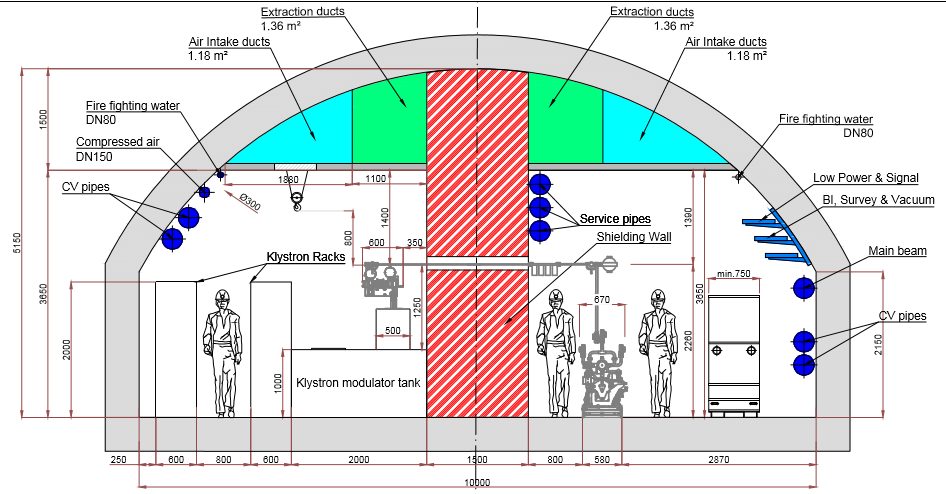 Extraction ducts
1.36 m²
Extraction ducts
1.36 m²
Air Intake ducts
1.18 m²
Air Intake ducts
1.18 m²
Fire fighting water
DN80
Fire fighting water
DN80
Compressed air
DN150
CV pipes
Ø300
Low Power & Signal
BI, Survey & Vacuum
Service pipes
Shielding Wall
Klystron Racks
Main beam
CV pipes
Klystron modulator tank
1500
5150
3650
2000
1880
1100
1400
800
600
350
1250
500
1000
1390
3650
2260
670
min.750
2150
250
600
800
600
2000
1500
800
580
2870
10000